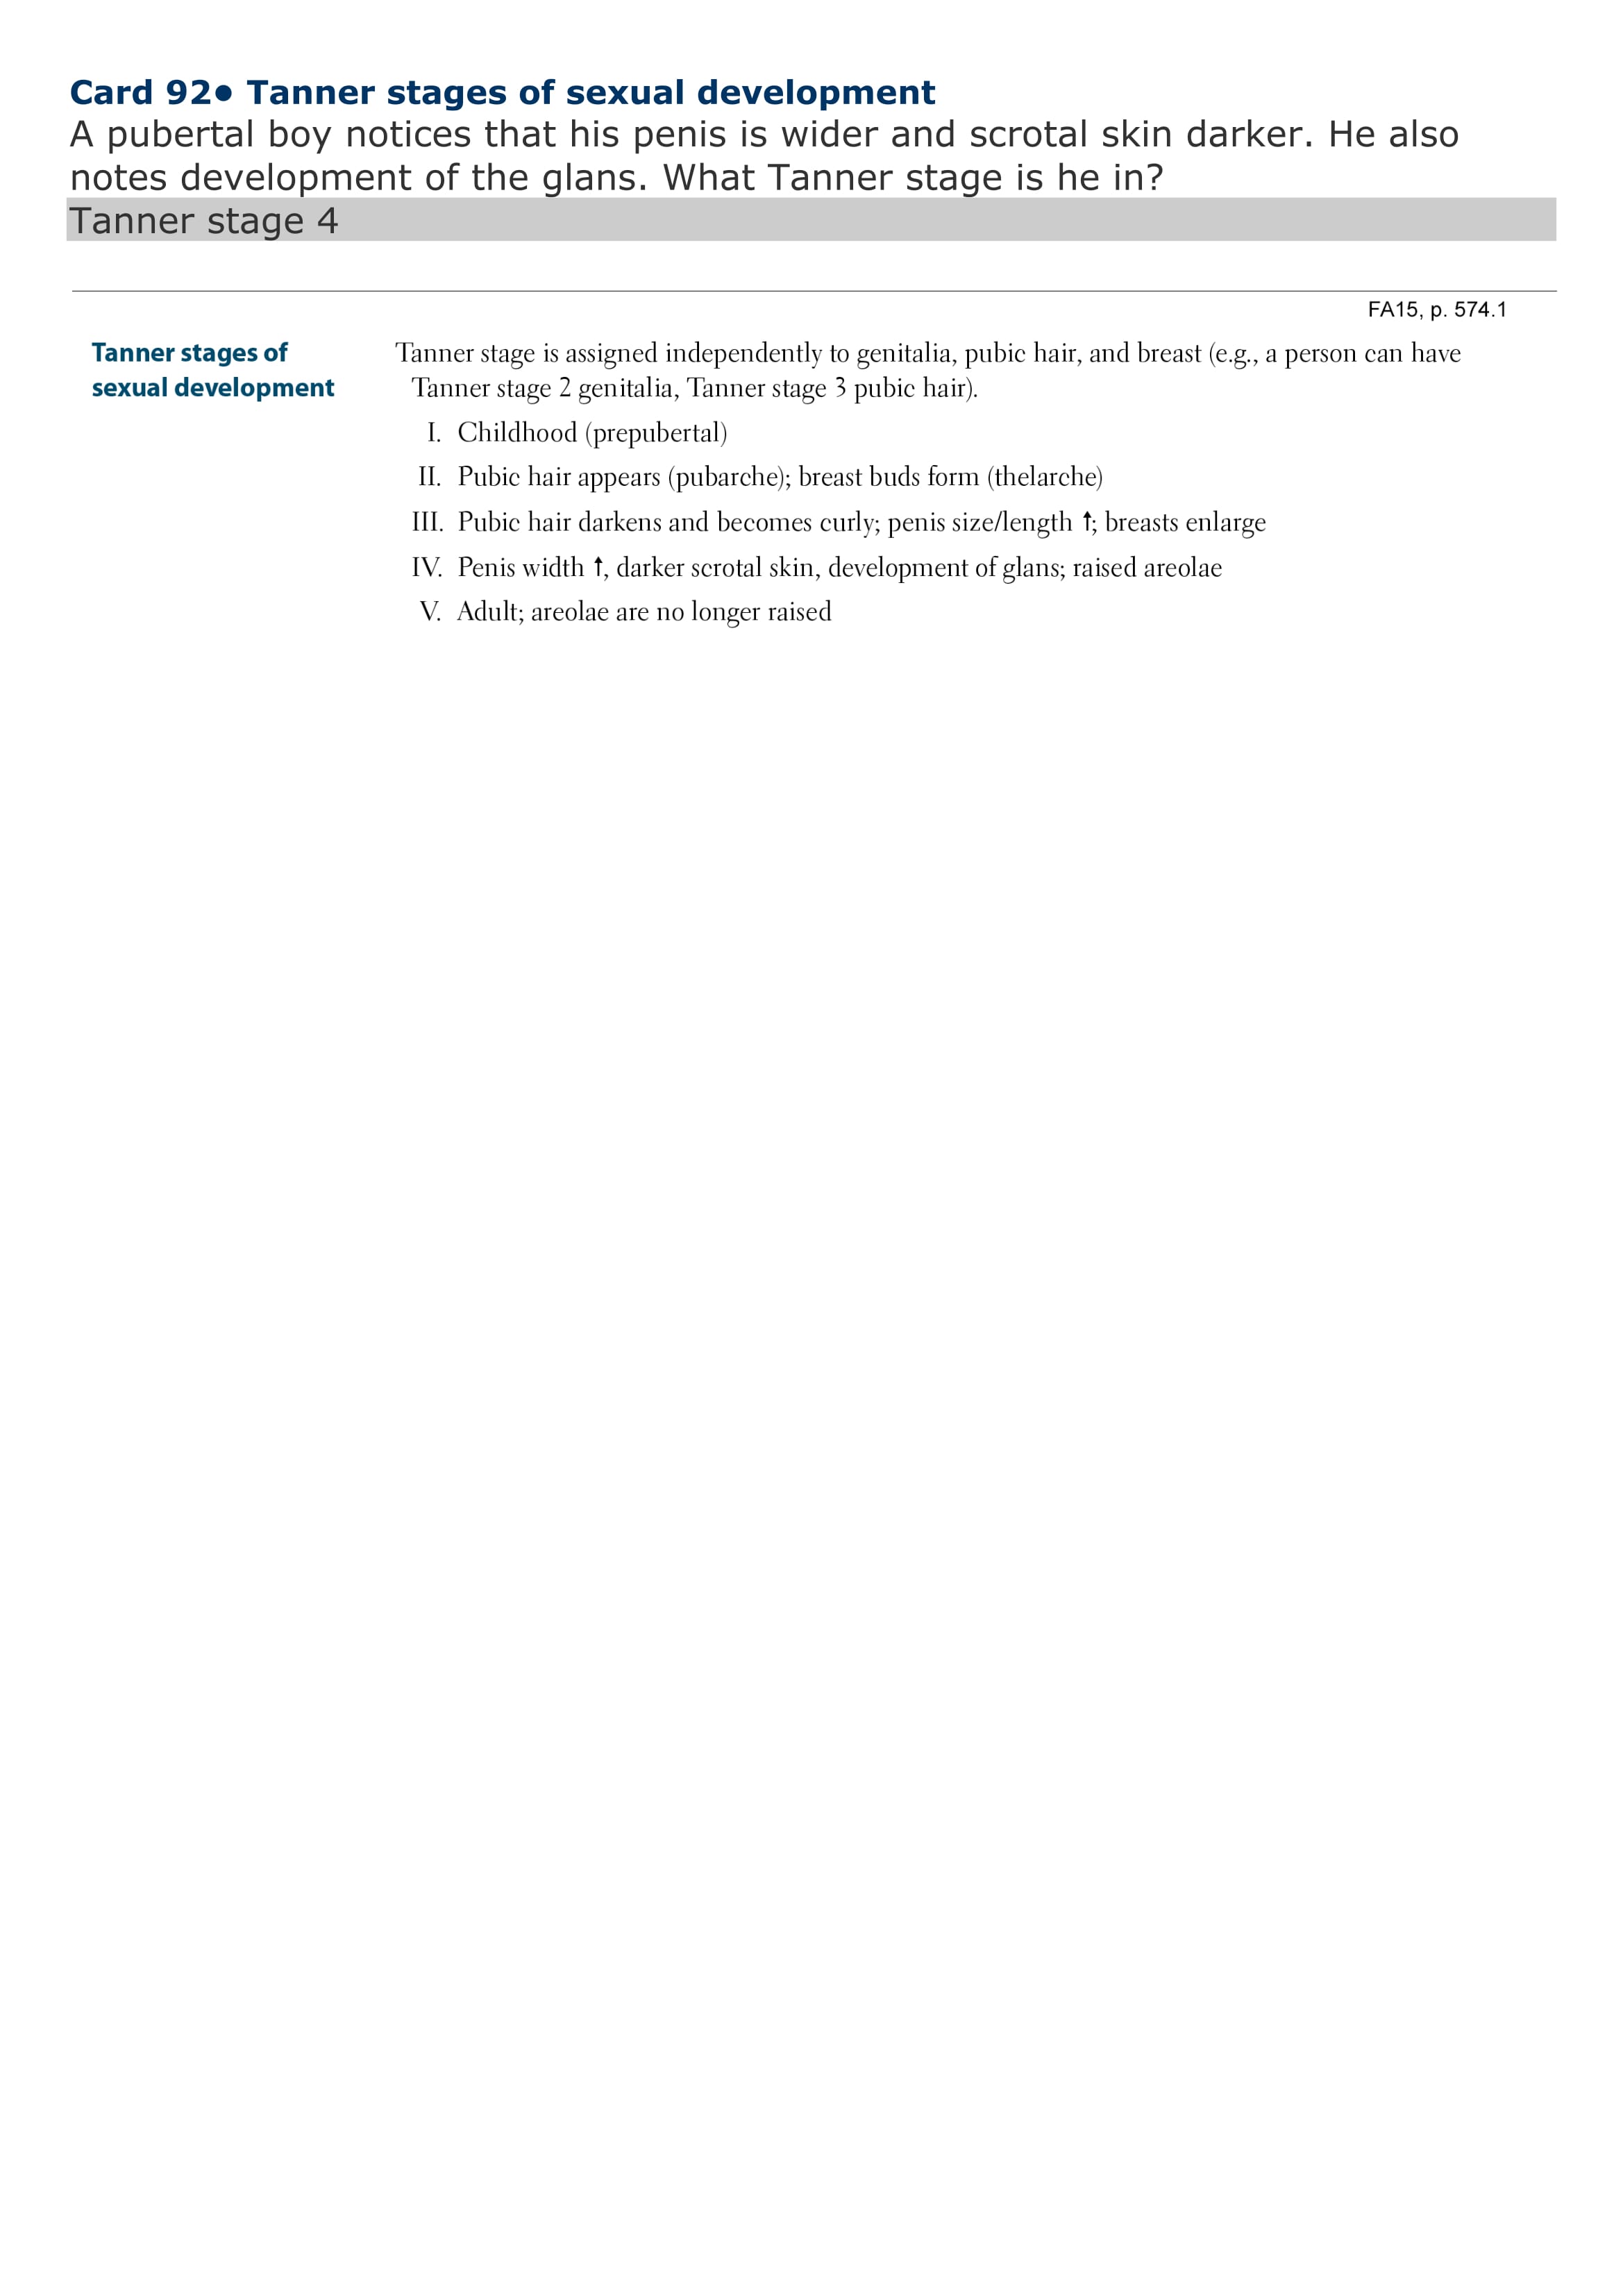 Card 92● Tanner stages of sexual development
A pubertal boy notices that his penis is wider and scrotal skin darker. He also
notes development of the glans. What Tanner stage is he in?
Tanner stage 4
FA15, p. 574.1
Tanner stages of
sexual development
Tanner stage is assigned independently to genitalia, pubic hair, and breast (e.g., a person can have
Tanner stage 2 genitalia, Tanner stage 3 pubic hair).
I. Childhood (prepubertal)
II. Pubic hair appears (pubarche); breast buds form (thelarche)
III. Pubic hair darkens and becomes curly; penis size/length ↑; breasts enlarge
IV. Penis width ↑, darker scrotal skin, development of glans; raised areolae
V. Adult; areolae are no longer raised